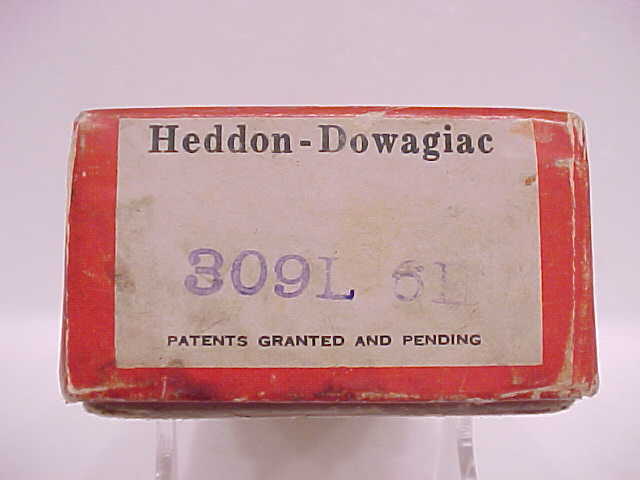 Heddon-Dowagiac
309L
PATENTS GRANTED AND PENDING